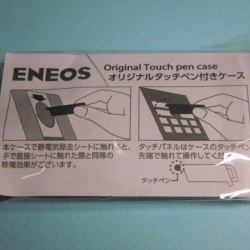 ENEOS
Original Touch pen case
オリジナルタッチペン付きケース
本ケースで静電気除去シートに触れると、
手で直接シートに触れた際と同等の
除電効果がございます。
タッチパネルはケースのタッチペン
先端で触れて操作してくだ
タッチペン